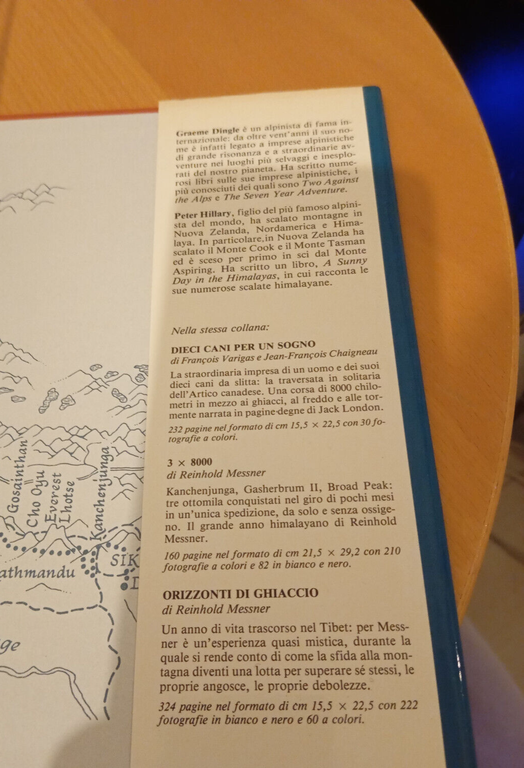 Graeme Dingle è un alpinista di fama in-
ternazionale: da oltre vent'anni il suo no-
me è infatti legato a imprese alpinistiche
di grande risonanza e a straordinarie av-
venture nei luoghi più selvaggi e inesplo-
rati del nostro pianeta. Ha scritto nume-
rosi libri sulle sue imprese alpinistiche, i
più conosciuti dei quali sono Two Against
the Alps e The Seven Year Adventure.
Peter Hillary, figlio del più famoso alpini-
sta del mondo, ha scalato montagne in
Nuova Zelanda, Nordamerica e Hima-
laya. In particolare,in Nuova Zelanda ha
scalato il Monte Cook e il Monte Tasman
ed è sceso per primo in sci dal Monte
Aspiring. Ha scritto un libro, A Sunny
Day in the Himalayas, in cui racconta le
sue numerose scalate himalayane.
Nella stessa collana:
DIECI CANI PER UN SOGNO
di François Varigas e Jean-François Chaigneau
La straordinaria impresa di un uomo e dei suoi
dieci cani da slitta: la traversata in solitaria
dell'Artico canadese. Una corsa di 8000 chilo-
metri in mezzo ai ghiacci, al freddo e alle tor-
mente narrata in pagine degne di Jack London.
232 pagine nel formato di cm 15,5 × 22,5 con 30 fo-
tografie a colori.
3 × 8000
di Reinhold Messner
Kanchenjunga, Gasherbrum II, Broad Peak:
tre ottomila conquistati nel giro di pochi mesi
in un'unica spedizione, da solo e senza ossige-
no. Il grande anno himalayano di Reinhold
Messner.
160 pagine nel formato di cm 21,5 × 29,2 con 210
fotografie a colori e 82 in bianco e nero.
ORIZZONTI DI GHIACCIO
di Reinhold Messner
Un anno di vita trascorso nel Tibet: per Mess-
ner è un'esperienza quasi mistica, durante la
quale si rende conto di come la sfida alla mon-
tagna diventi una lotta per superare sé stessi, le
proprie angosce, le proprie debolezze.
324 pagine nel formato di cm 15,5 × 22,5 con 222
fotografie in bianco e nero e 60 a colori.
Gosainthan
Cho Oyu
Everest
Lhotse
Kanchenjunga
athmandu
SIK
D
ge